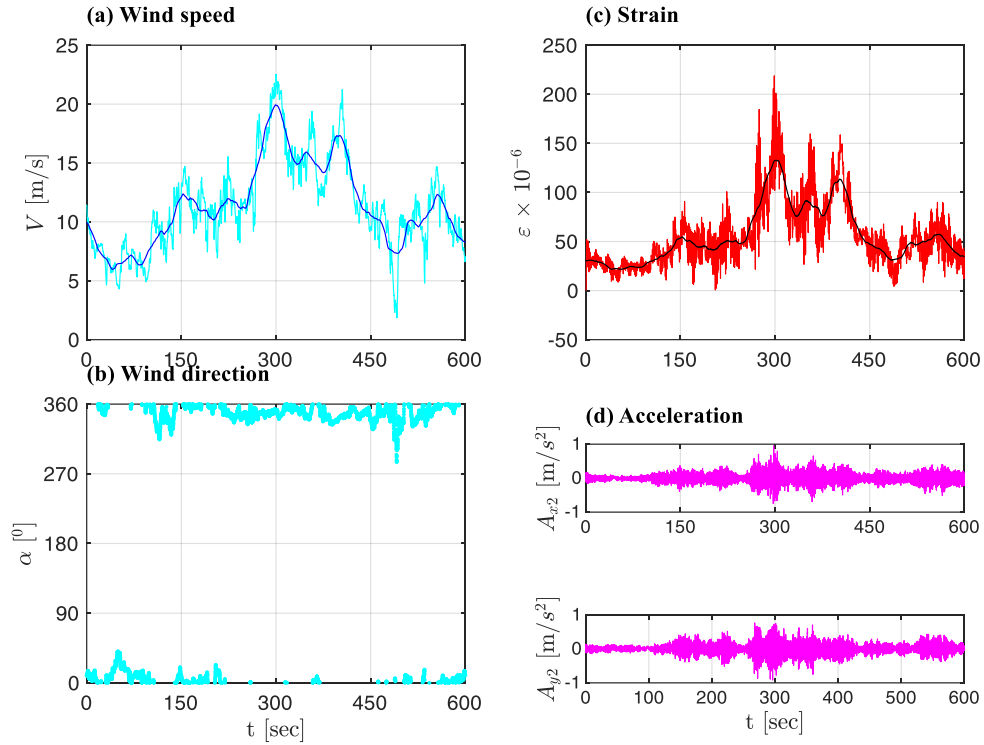 (a) Wind speed
25
20
15
10
5
0
V [m/s]
0 150 300 450 600
(b) Wind direction
360
270
180
90
0
α [⁰]
0 150 300 450 600
t [sec]
(c) Strain
250
200
150
100
50
0
-50
ε × 10⁻⁶
0 150 300 450 600
(d) Acceleration
1
0
-1
Aₓ₂ [m/s²]
0 150 300 450 600
1
0
-1
A_y2 [m/s²]
0 100 200 300 400 500 600
t [sec]